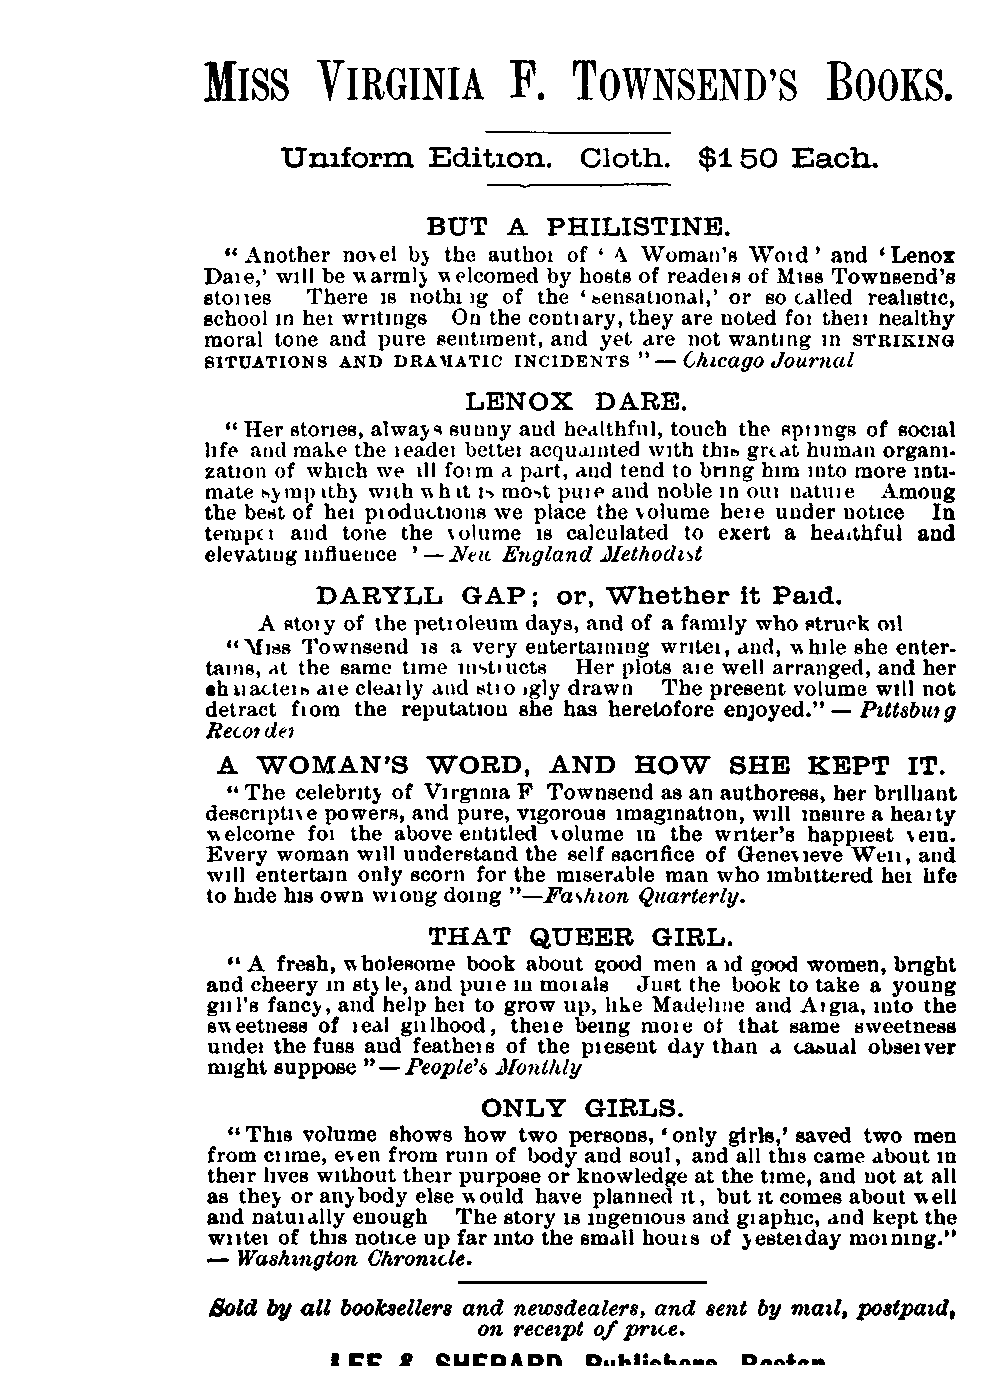 MISS VIRGINIA F. TOWNSEND'S BOOKS.
Uniform Edition. Cloth. $1 50 Each.
BUT A PHILISTINE.
“Another novel by the author of ‘A Woman's Word’ and ‘Lenox
Dare,’ will be warmly welcomed by hosts of readers of Miss Townsend's
stories There is nothing of the ‘sensational,’ or so called realistic,
school in her writings On the contrary, they are noted for their healthy
moral tone and pure sentiment, and yet are not wanting in STRIKING
SITUATIONS AND DRAMATIC INCIDENTS ”— Chicago Journal
LENOX DARE.
“Her stories, always sunny and healthful, touch the springs of social
life and make the reader better acquainted with this great human organi-
zation of which we all form a part, and tend to bring him into more inti-
mate sympathy with what is most pure and noble in our nature Among
the best of her productions we place the volume here under notice In
temper and tone the volume is calculated to exert a healthful and
elevating influence ’— New England Methodist
DARYLL GAP; or, Whether it Paid.
A story of the petroleum days, and of a family who struck oil
“Miss Townsend is a very entertaining writer, and, while she enter-
tains, at the same time instructs Her plots are well arranged, and her
characters are clearly and strongly drawn The present volume will not
detract from the reputation she has heretofore enjoyed.”— Pittsburg
Recorder
A WOMAN'S WORD, AND HOW SHE KEPT IT.
“The celebrity of Virginia F Townsend as an authoress, her brilliant
descriptive powers, and pure, vigorous imagination, will insure a hearty
welcome for the above entitled volume in the writer's happiest vein.
Every woman will understand the self sacrifice of Genevieve Weir, and
will entertain only scorn for the miserable man who imbittered her life
to hide his own wrong doing ”—Fashion Quarterly.
THAT QUEER GIRL.
“A fresh, wholesome book about good men and good women, bright
and cheery in style, and pure in morals Just the book to take a young
girl's fancy, and help her to grow up, like Madeline and Argia, into the
sweetness of real girlhood, there being more of that same sweetness
under the fuss and feathers of the present day than a casual observer
might suppose ”— People's Monthly
ONLY GIRLS.
“This volume shows how two persons, ‘only girls,’ saved two men
from crime, even from ruin of body and soul, and all this came about in
their lives without their purpose or knowledge at the time, and not at all
as they or anybody else would have planned it, but it comes about well
and naturally enough The story is ingenious and graphic, and kept the
writer of this notice up far into the small hours of yesterday morning.”
— Washington Chronicle.
Sold by all booksellers and newsdealers, and sent by mail, postpaid,
on receipt of price.
LEE & SHEPARD Publishers Boston